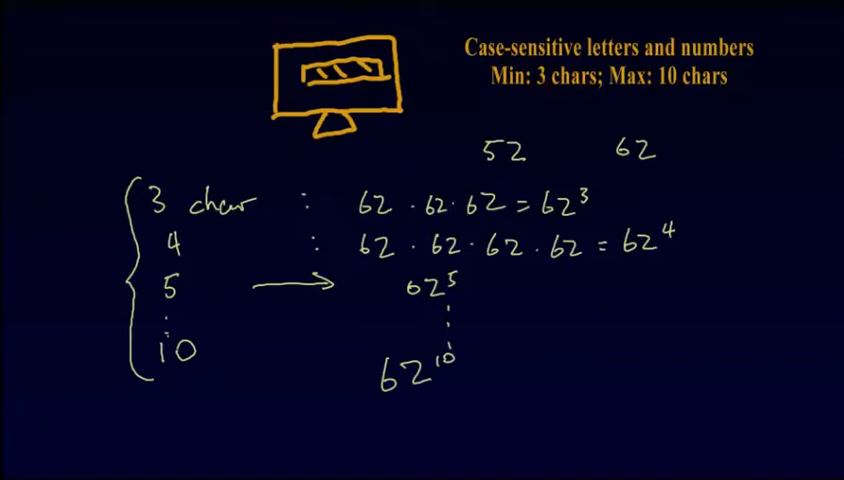 Case-sensitive letters and numbers
Min: 3 chars; Max: 10 chars
52 62
3 char : 62 · 62 · 62 = 62³
4 : 62 · 62 · 62 · 62 = 62⁴
5 → 62⁵
⋮ ⋮
10 62¹⁰